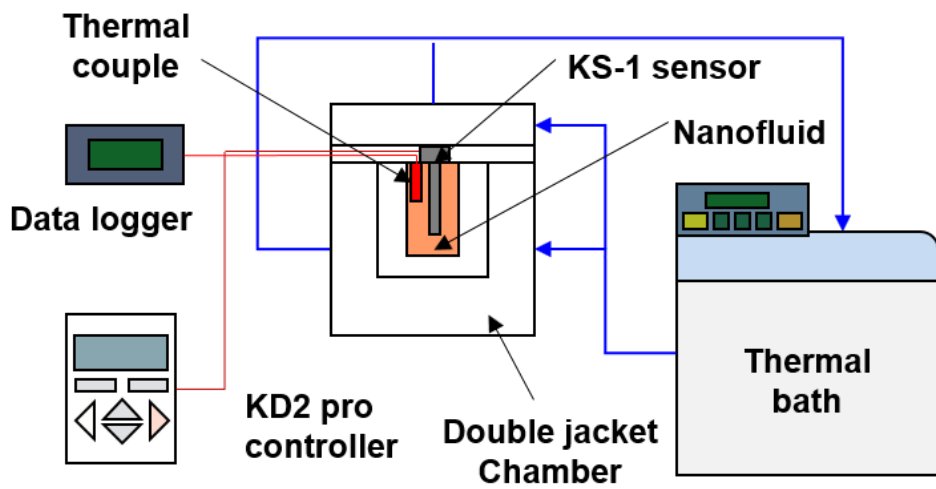 Thermal
couple
KS-1 sensor
Nanofluid
Data logger
Thermal
bath
KD2 pro
controller
Double jacket
Chamber